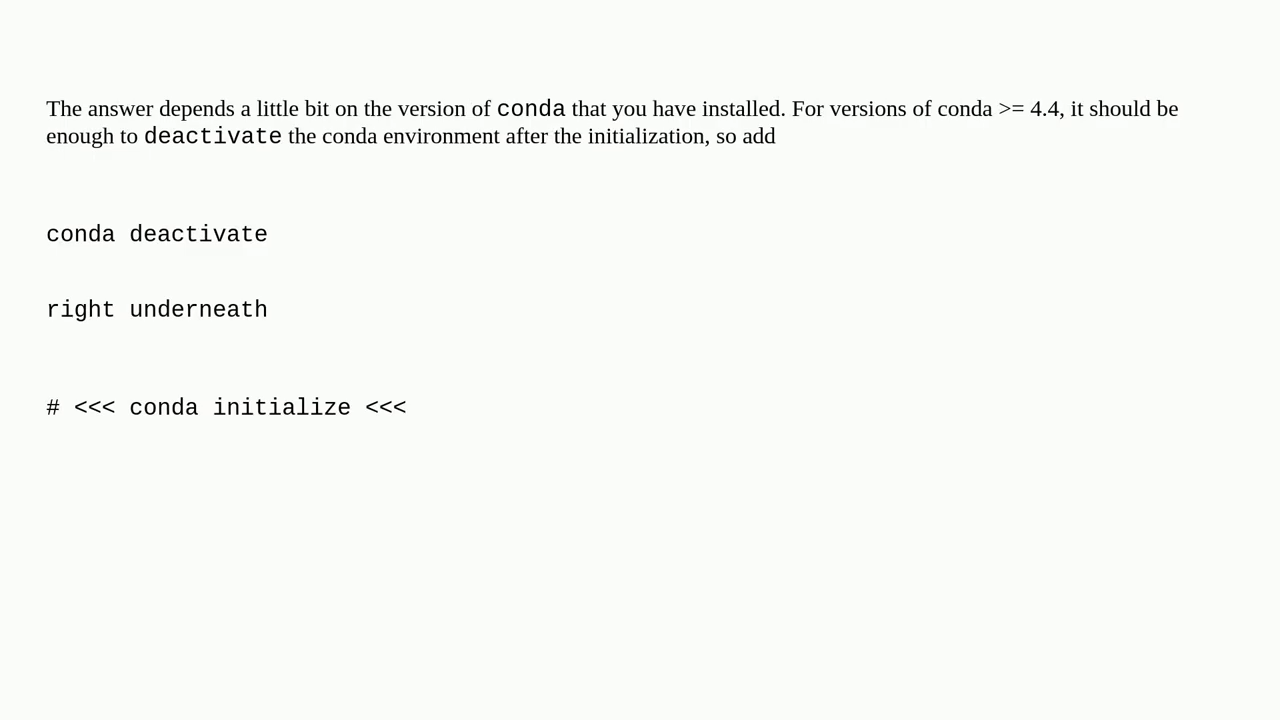 The answer depends a little bit on the version of conda that you have installed. For versions of conda >= 4.4, it should be
enough to deactivate the conda environment after the initialization, so add
conda deactivate
right underneath
# <<< conda initialize <<<